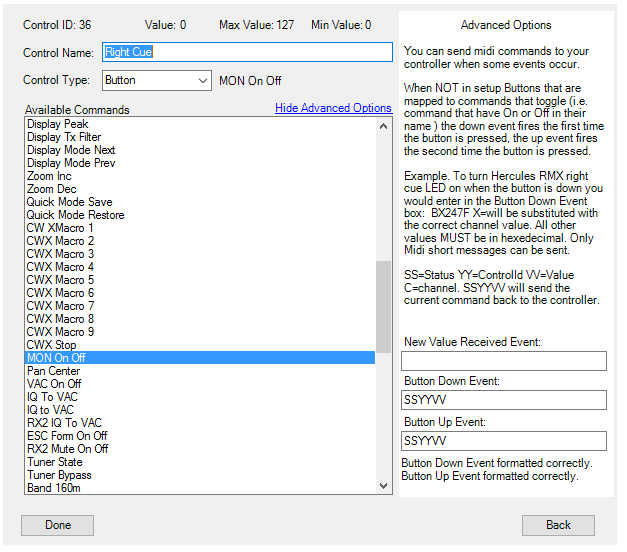 Control ID: 36 Value: 0 Max Value: 127 Min Value: 0
Control Name: Right Cue
Control Type: Button MON On Off
Available Commands Hide Advanced Options
Display Peak
Display Tx Filter
Display Mode Next
Display Mode Prev
Zoom Inc
Zoom Dec
Quick Mode Save
Quick Mode Restore
CW XMacro 1
CWX Macro 2
CWX Macro 3
CWX Macro 4
CWX Macro 5
CWX Macro 6
CWX Macro 7
CWX Macro 8
CWX Macro 9
CWX Stop
MON On Off
Pan Center
VAC On Off
IQ To VAC
IQ to VAC
RX2 IQ To VAC
ESC Form On Off
RX2 Mute On Off
Tuner State
Tuner Bypass
Band 160m
Done
Advanced Options
You can send midi commands to your
controller when some events occur.
When NOT in setup Buttons that are
mapped to commands that toggle (i.e.
command that have On or Off in their
name ) the down event fires the first time
the button is pressed, the up event fires
the second time the button is pressed.
Example. To turn Hercules RMX right
cue LED on when the button is down you
would enter in the Button Down Event
box: BX247F X=will be substituted with
the correct channel value. All other
values MUST be in hexedecimal. Only
Midi short messages can be sent.
SS=Status YY=ControlId VV=Value
C=channel. SSYYVV will send the
current command back to the controller.
New Value Received Event:
Button Down Event:
SSYYVV
Button Up Event:
SSYYVV
Button Down Event formatted correctly.
Button Up Event formatted correctly.
Back